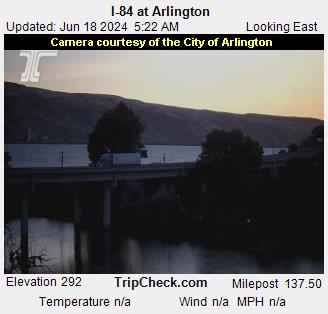 I-84 at Arlington
Updated: Jun 18 2024 5:22 AM Looking East
Camera courtesy of the City of Arlington
Elevation 292 TripCheck.com Milepost 137.50
Temperature n/a Wind n/a MPH n/a